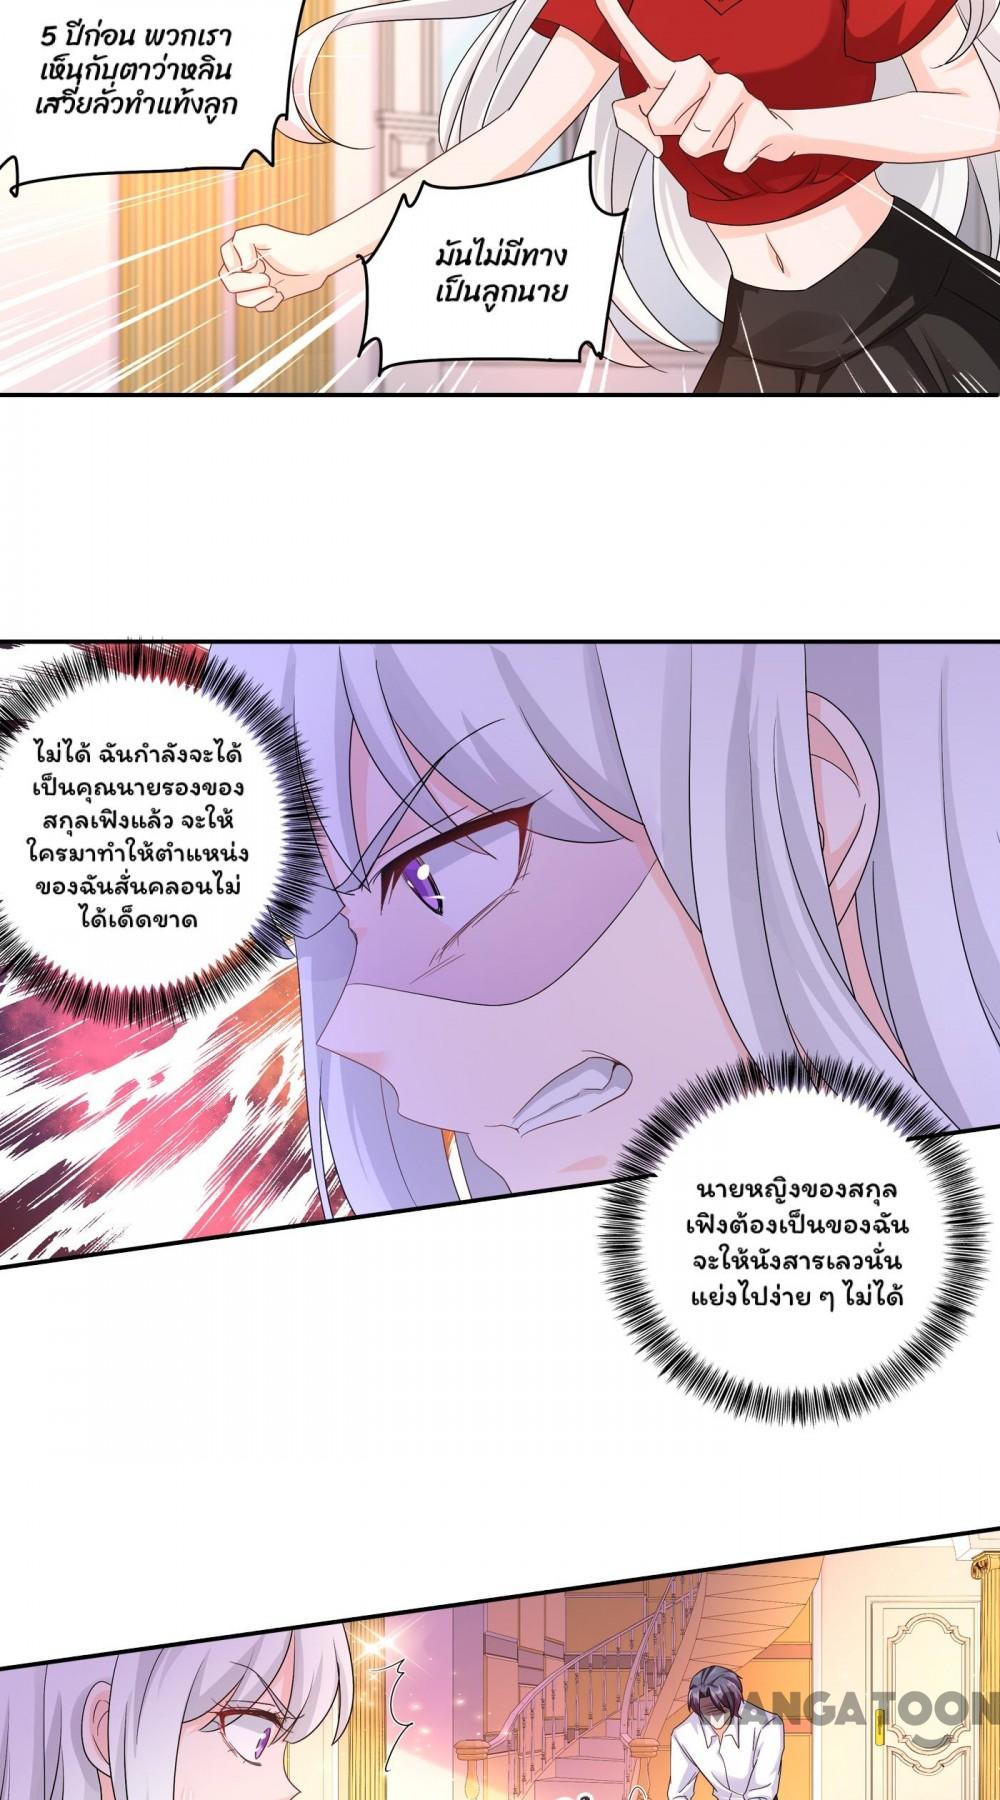 5 ปีก่อน พวกเรา
เห็นกับตาว่าหลิน
เสวี่ยลั่วทำแท้งลูก
มันไม่มีทาง
เป็นลูกนาย
ไม่ได้ ฉันกำลังจะได้
เป็นคุณนายรองของ
สกุลเฟิงแล้ว จะให้
ใครมาทำให้ตำแหน่ง
ของฉันสั่นคลอนไม่
ได้เด็ดขาด
นายหญิงของสกุล
เฟิงต้องเป็นของฉัน
จะให้นังสารเลวนั่น
แย่งไปง่าย ๆ ไม่ได้
MANGATOON